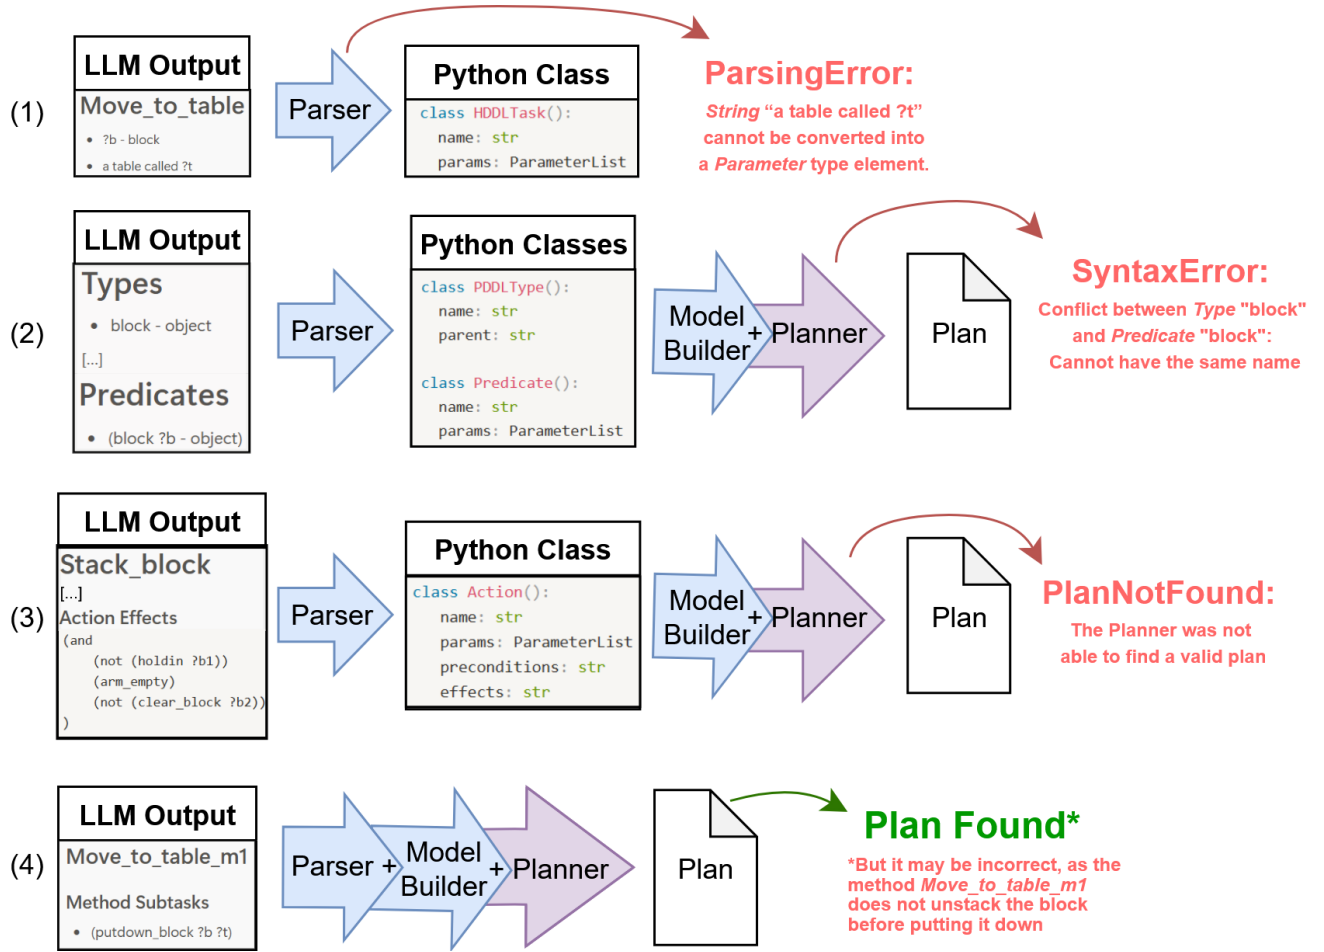 (1)
LLM Output
Move_to_table
• ?b - block
• a table called ?t
Parser
Python Class
class HDDLTask():
name: str
params: ParameterList
ParsingError:
String “a table called ?t”
cannot be converted into
a Parameter type element.
(2)
LLM Output
Types
• block - object
[...]
Predicates
• (block ?b - object)
Parser
Python Classes
class PDDLType():
name: str
parent: str
class Predicate():
name: str
params: ParameterList
Model
Builder
+
Planner
Plan
SyntaxError:
Conflict between Type "block"
and Predicate "block":
Cannot have the same name
(3)
LLM Output
Stack_block
[...]
Action Effects
(and
(not (holdin ?b1))
(arm_empty)
(not (clear_block ?b2))
)
Parser
Python Class
class Action():
name: str
params: ParameterList
preconditions: str
effects: str
Model
Builder
+
Planner
Plan
PlanNotFound:
The Planner was not
able to find a valid plan
(4)
LLM Output
Move_to_table_m1
Method Subtasks
• (putdown_block ?b ?t)
Parser
+
Model
Builder
+
Planner
Plan
Plan Found*
*But it may be incorrect, as the
method Move_to_table_m1
does not unstack the block
before putting it down